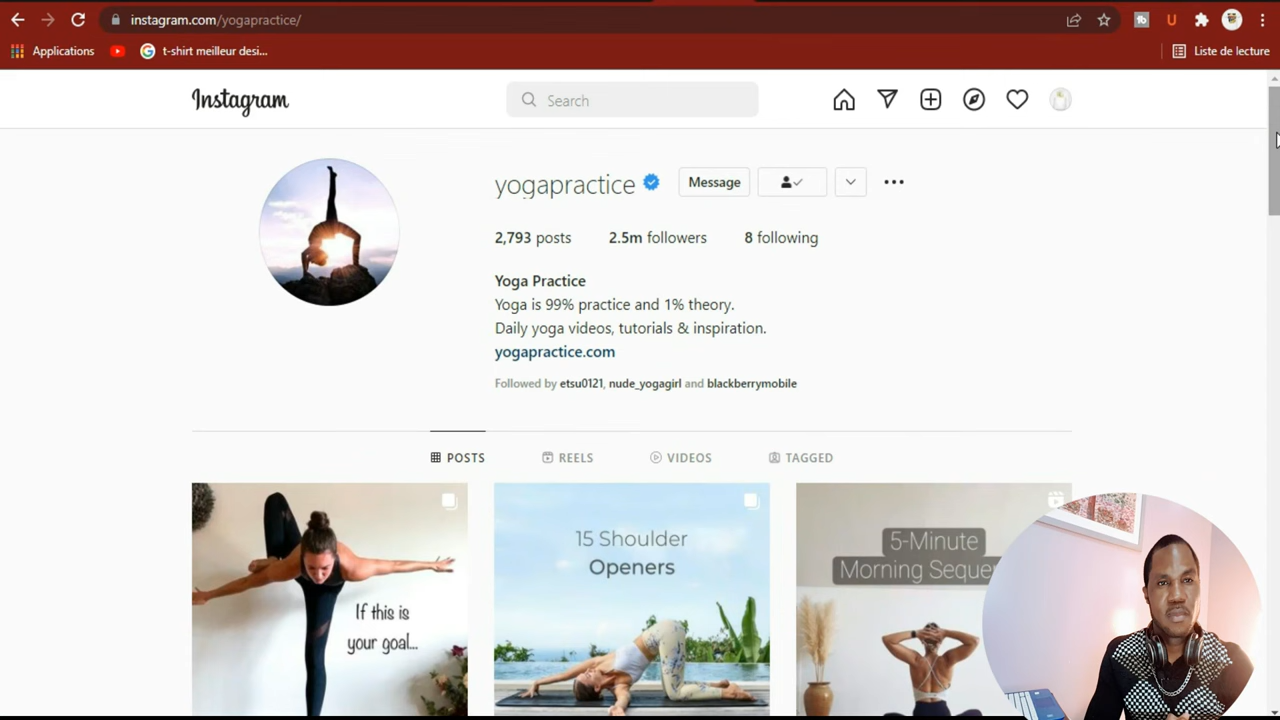 instagram.com/yogapractice/
Applications
t-shirt meilleur desi...
Liste de lecture
Instagram
Search
yogapractice
Message
2,793 posts 2.5m followers 8 following
Yoga Practice
Yoga is 99% practice and 1% theory.
Daily yoga videos, tutorials & inspiration.
yogapractice.com
Followed by etsu0121, nude_yogagirl and blackberrymobile
POSTS REELS VIDEOS TAGGED
If this is
your goal...
15 Shoulder
Openers
5-Minute
Morning Sequen